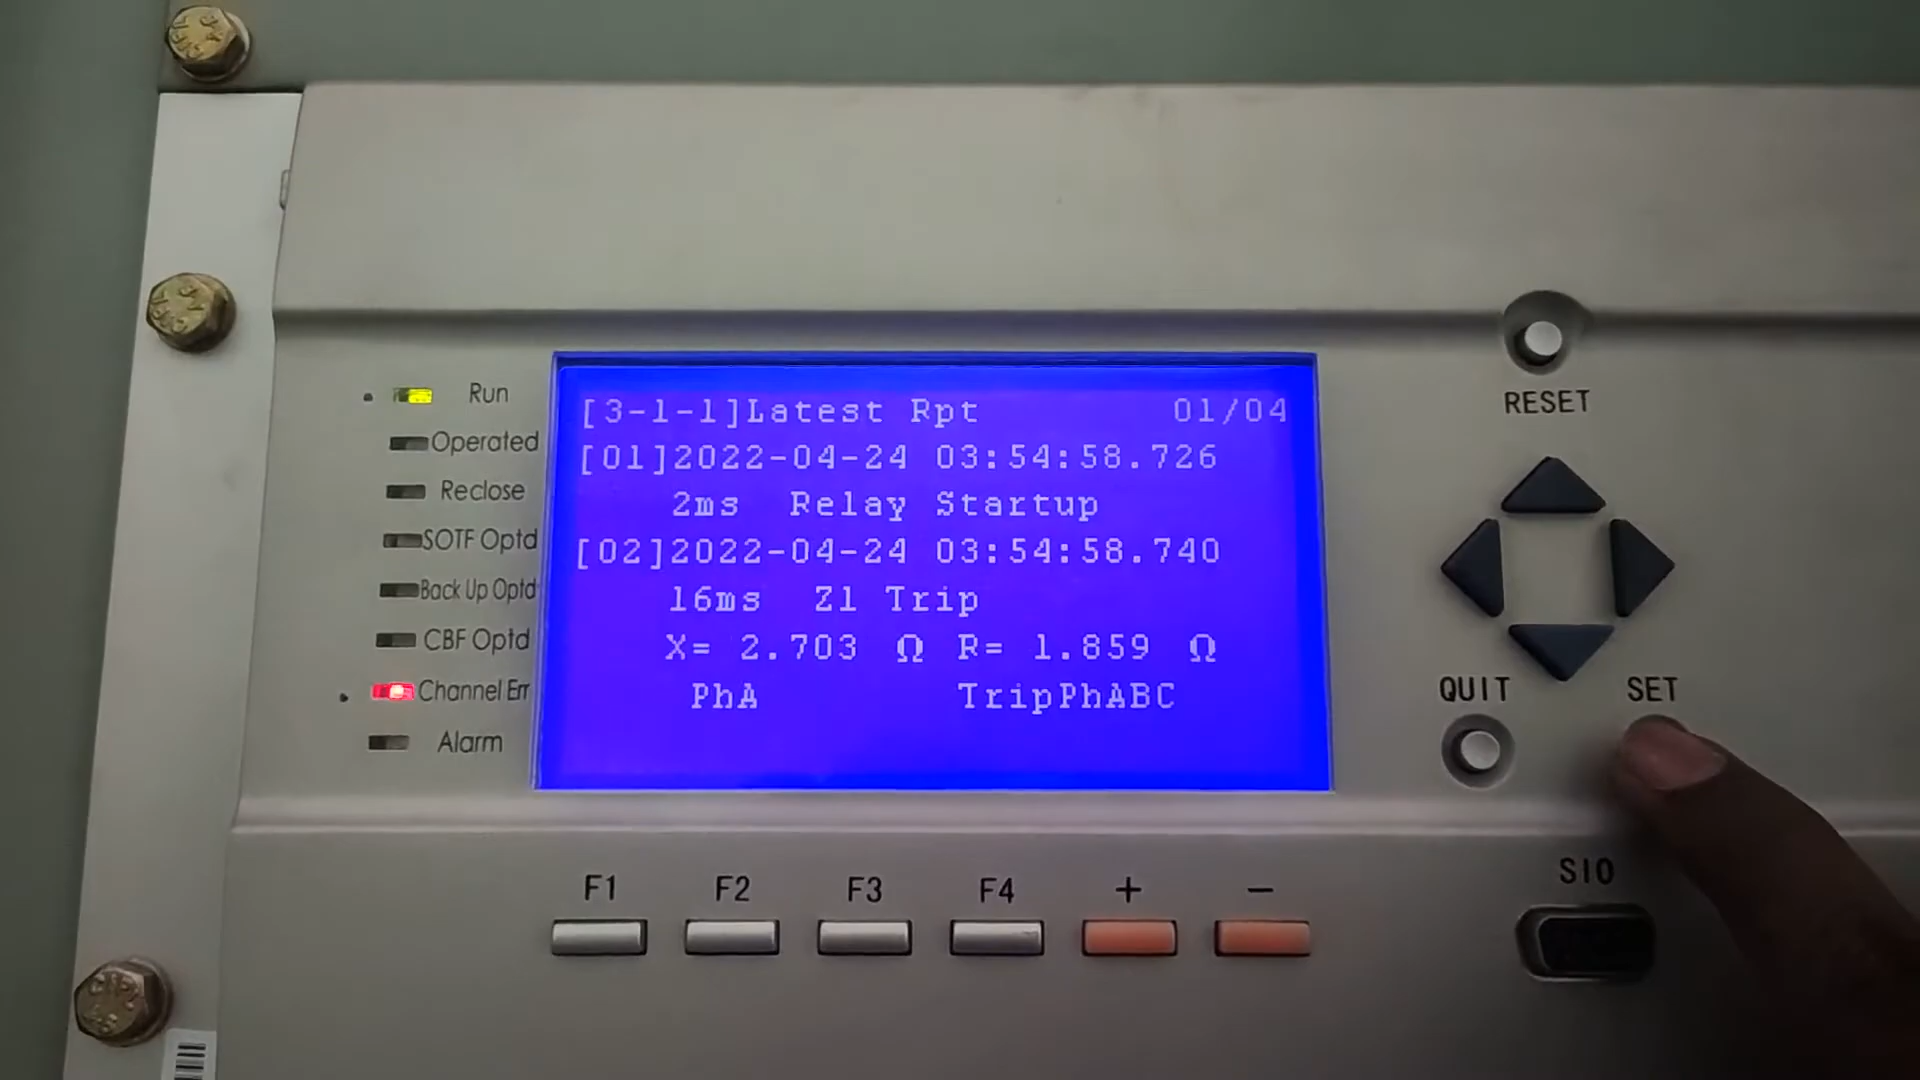 Run
Operated
Reclose
SOTF Optd
Back Up Optd
CBF Optd
Channel Err
Alarm
[3-1-1]Latest Rpt 01/04
[01]2022-04-24 03:54:58.726
2ms Relay Startup
[02]2022-04-24 03:54:58.740
16ms Z1 Trip
X= 2.703 Ω R= 1.859 Ω
PhA TripPhABC
RESET
QUIT SET
F1 F2 F3 F4 + −
SIO